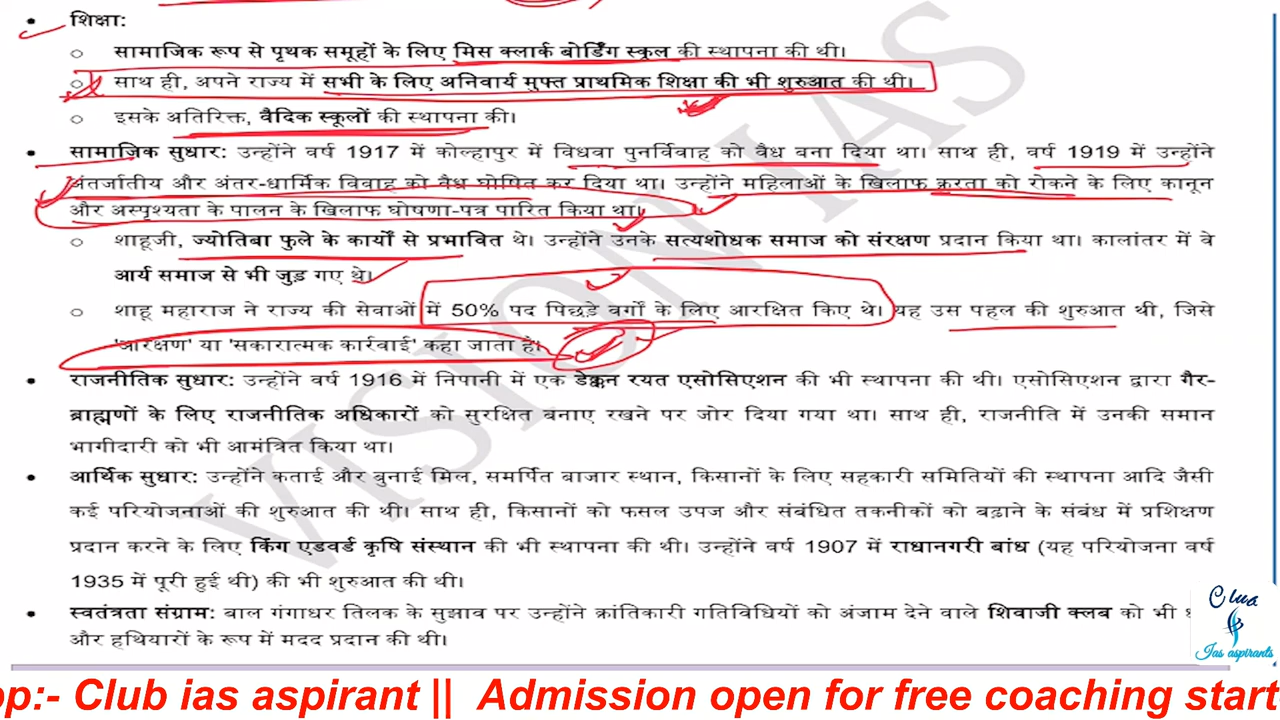 • शिक्षा:
○ सामाजिक रूप से पृथक समूहों के लिए मिस क्लार्क बोर्डिंग स्कूल की स्थापना की थी।
○ साथ ही, अपने राज्य में सभी के लिए अनिवार्य मुफ्त प्राथमिक शिक्षा की भी शुरुआत की थी।
○ इसके अतिरिक्त, वैदिक स्कूलों की स्थापना की।
• सामाजिक सुधार: उन्होंने वर्ष 1917 में कोल्हापुर में विधवा पुनर्विवाह को वैध बना दिया था। साथ ही, वर्ष 1919 में उन्होंने
अंतर्जातीय और अंतर-धार्मिक विवाह को वैध घोषित कर दिया था। उन्होंने महिलाओं के खिलाफ क्रूरता को रोकने के लिए कानून
और अस्पृश्यता के पालन के खिलाफ घोषणा-पत्र पारित किया था।
○ शाहूजी, ज्योतिबा फुले के कार्यों से प्रभावित थे। उन्होंने उनके सत्यशोधक समाज को संरक्षण प्रदान किया था। कालांतर में वे
आर्य समाज से भी जुड़ गए थे।
○ शाहू महाराज ने राज्य की सेवाओं में 50% पद पिछड़े वर्गों के लिए आरक्षित किए थे। यह उस पहल की शुरुआत थी, जिसे
'आरक्षण' या 'सकारात्मक कार्रवाई' कहा जाता है।
• राजनीतिक सुधार: उन्होंने वर्ष 1916 में निपानी में एक डेक्कन रयत एसोसिएशन की भी स्थापना की थी। एसोसिएशन द्वारा गैर-
ब्राह्मणों के लिए राजनीतिक अधिकारों को सुरक्षित बनाए रखने पर जोर दिया गया था। साथ ही, राजनीति में उनकी समान
भागीदारी को भी आमंत्रित किया था।
• आर्थिक सुधार: उन्होंने कताई और बुनाई मिल, समर्पित बाजार स्थान, किसानों के लिए सहकारी समितियों की स्थापना आदि जैसी
कई परियोजनाओं की शुरुआत की थी। साथ ही, किसानों को फसल उपज और संबंधित तकनीकों को बढ़ाने के संबंध में प्रशिक्षण
प्रदान करने के लिए किंग एडवर्ड कृषि संस्थान की भी स्थापना की थी। उन्होंने वर्ष 1907 में राधानगरी बांध (यह परियोजना वर्ष
1935 में पूरी हुई थी) की भी शुरुआत की थी।
• स्वतंत्रता संग्राम: बाल गंगाधर तिलक के सुझाव पर उन्होंने क्रांतिकारी गतिविधियों को अंजाम देने वाले शिवाजी क्लब को भी
और हथियारों के रूप में मदद प्रदान की थी।
VISION IAS
Club
Ias aspirants
pp:- Club ias aspirant || Admission open for free coaching start